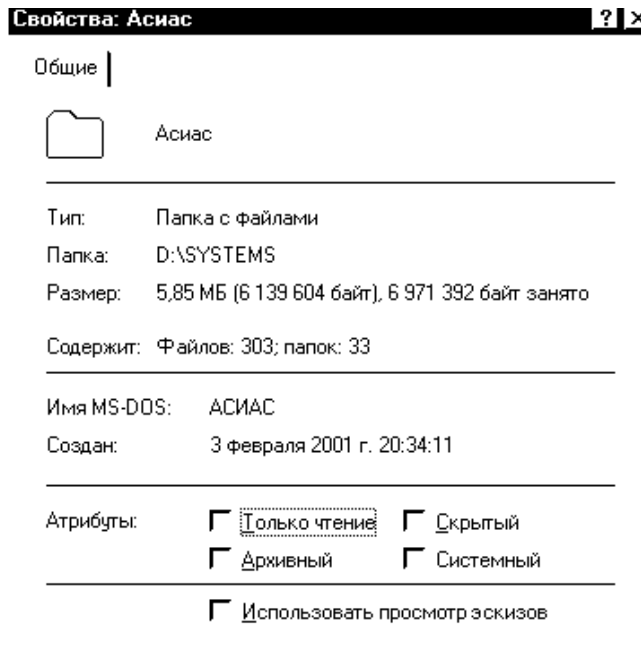 Свойства: Асиас
Общие
Асиас
Тип: Папка с файлами
Папка: D:\SYSTEMS
Размер: 5,85 МБ (6 139 604 байт), 6 971 392 байт занято
Содержит: Файлов: 303; папок: 33
Имя MS-DOS: АСИАС
Создан: 3 февраля 2001 г. 20:34:11
Атрибуты: Только чтение Скрытый
Архивный Системный
Использовать просмотр эскизов